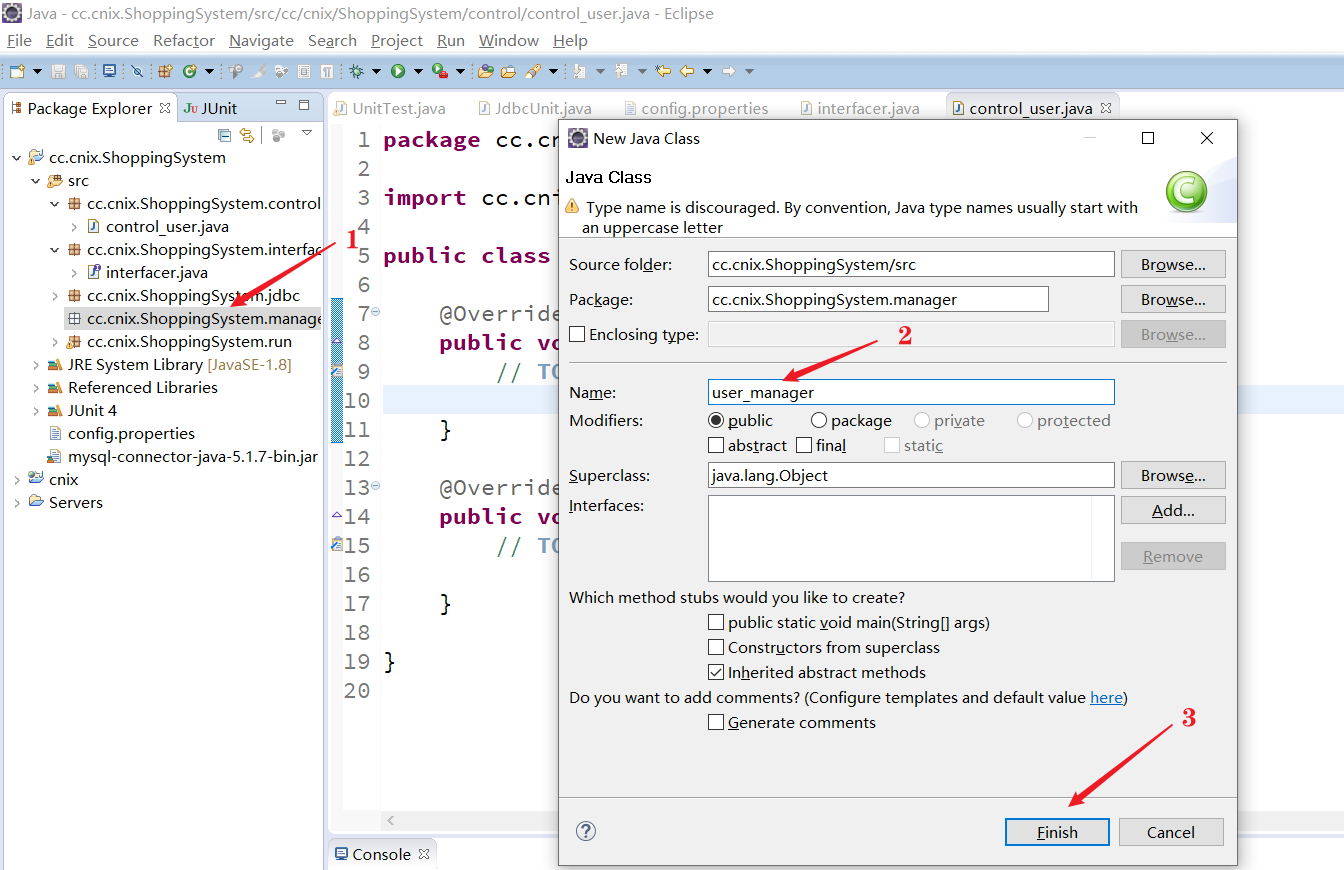 Java - cc.cnix.ShoppingSystem/src/cc/cnix/ShoppingSystem/control/control_user.java - Eclipse
File Edit Source Refactor Navigate Search Project Run Window Help
Package Explorer
JUnit
UnitTest.java
JdbcUnit.java
config.properties
interfacer.java
control_user.java
cc.cnix.ShoppingSystem
src
cc.cnix.ShoppingSystem.control
control_user.java
cc.cnix.ShoppingSystem.interfac
interfacer.java
cc.cnix.ShoppingSystem.jdbc
cc.cnix.ShoppingSystem.manage
cc.cnix.ShoppingSystem.run
JRE System Library [JavaSE-1.8]
Referenced Libraries
JUnit 4
config.properties
mysql-connector-java-5.1.7-bin.jar
cnix
Servers
1
1 package cc.cn
2
3 import cc.cni
4
5 public class
6
7 @Override
8 public vo
9 // TO
10
11 }
12
13 @Override
14 public vo
15 // TO
16
17 }
18
19 }
20
Console
New Java Class
Java Class
Type name is discouraged. By convention, Java type names usually start with
an uppercase letter
Source folder: cc.cnix.ShoppingSystem/src Browse...
Package: cc.cnix.ShoppingSystem.manager Browse...
Enclosing type: Browse...
2
Name: user_manager
Modifiers: public package private protected
abstract final static
Superclass: java.lang.Object Browse...
Interfaces: Add...
Remove
Which method stubs would you like to create?
public static void main(String[] args)
Constructors from superclass
Inherited abstract methods
Do you want to add comments? (Configure templates and default value here)
Generate comments
3
Finish Cancel